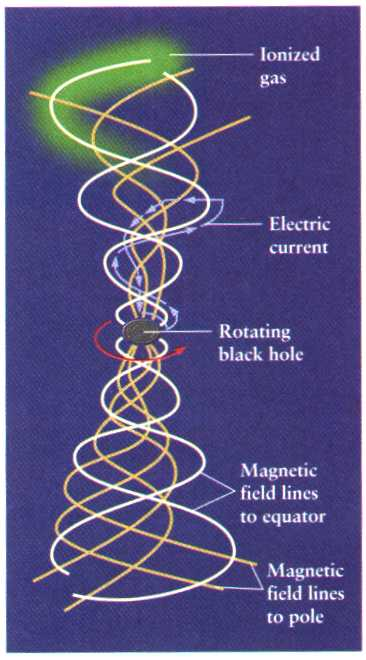 Ionized
gas
Electric
current
Rotating
black hole
Magnetic
field lines
to equator
Magnetic
field lines
to pole